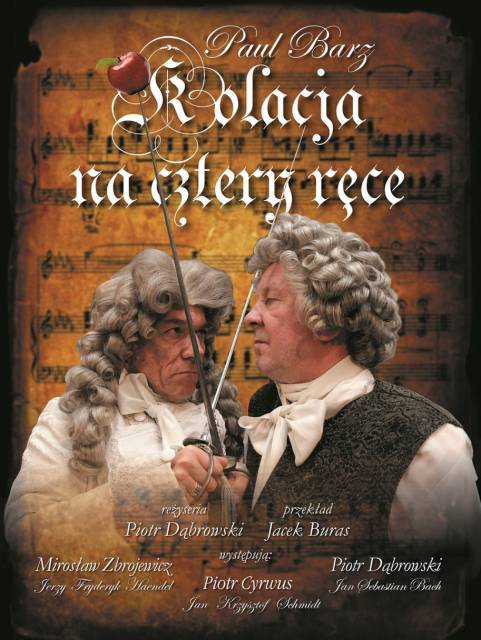 Paul Barz
Kolacja
na cztery ręce
reżyseria
Piotr Dąbrowski
przekład
Jacek Buras
występują:
Mirosław Zbrojewicz
Jerzy Fryderyk Haendel
Piotr Cyrwus
Jan Krzysztof Schmidt
Piotr Dąbrowski
Jan Sebastian Bach